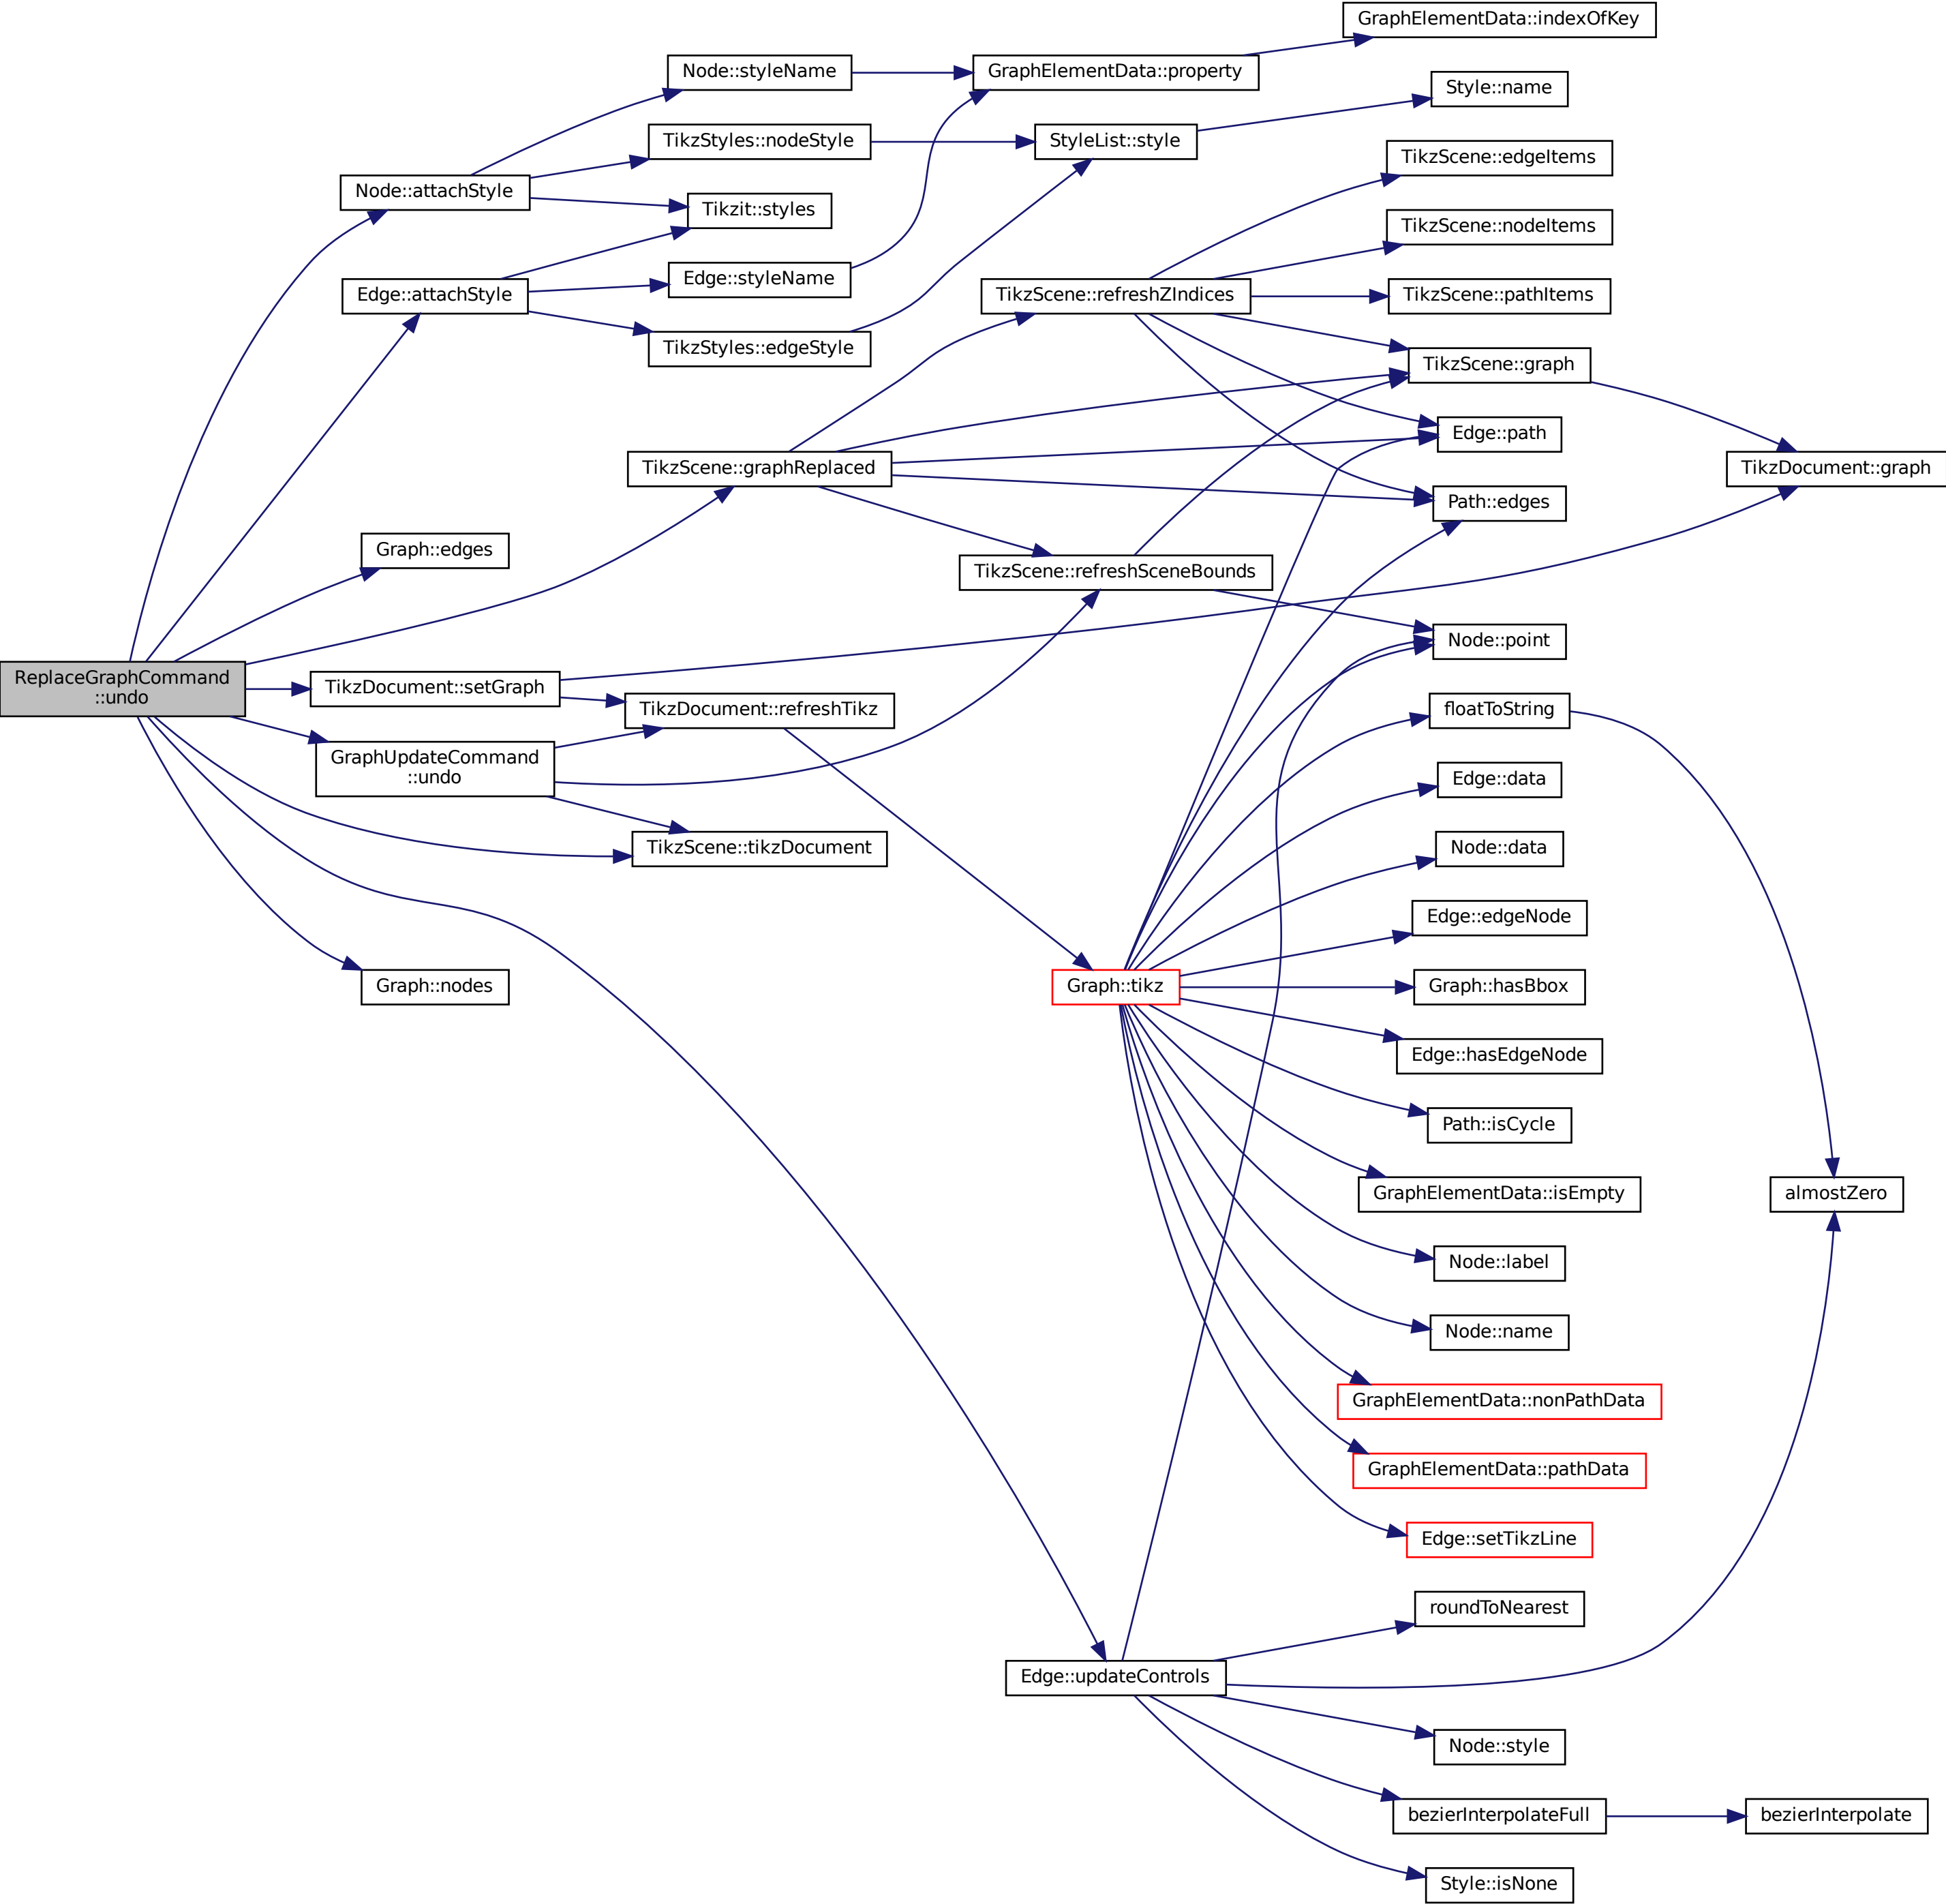 GraphElementData::indexOfKey
Node::styleName
GraphElementData::property
Style::name
TikzStyles::nodeStyle
StyleList::style
TikzScene::edgeItems
Node::attachStyle
Tikzit::styles
TikzScene::nodeItems
Edge::styleName
Edge::attachStyle
TikzScene::refreshZIndices
TikzScene::pathItems
TikzStyles::edgeStyle
TikzScene::graph
Edge::path
TikzScene::graphReplaced
TikzDocument::graph
Path::edges
Graph::edges
TikzScene::refreshSceneBounds
Node::point
ReplaceGraphCommand
::undo
TikzDocument::setGraph
TikzDocument::refreshTikz
floatToString
GraphUpdateCommand
::undo
Edge::data
TikzScene::tikzDocument
Node::data
Edge::edgeNode
Graph::nodes
Graph::tikz
Graph::hasBbox
Edge::hasEdgeNode
Path::isCycle
GraphElementData::isEmpty
almostZero
Node::label
Node::name
GraphElementData::nonPathData
GraphElementData::pathData
Edge::setTikzLine
roundToNearest
Edge::updateControls
Node::style
bezierInterpolateFull
bezierInterpolate
Style::isNone